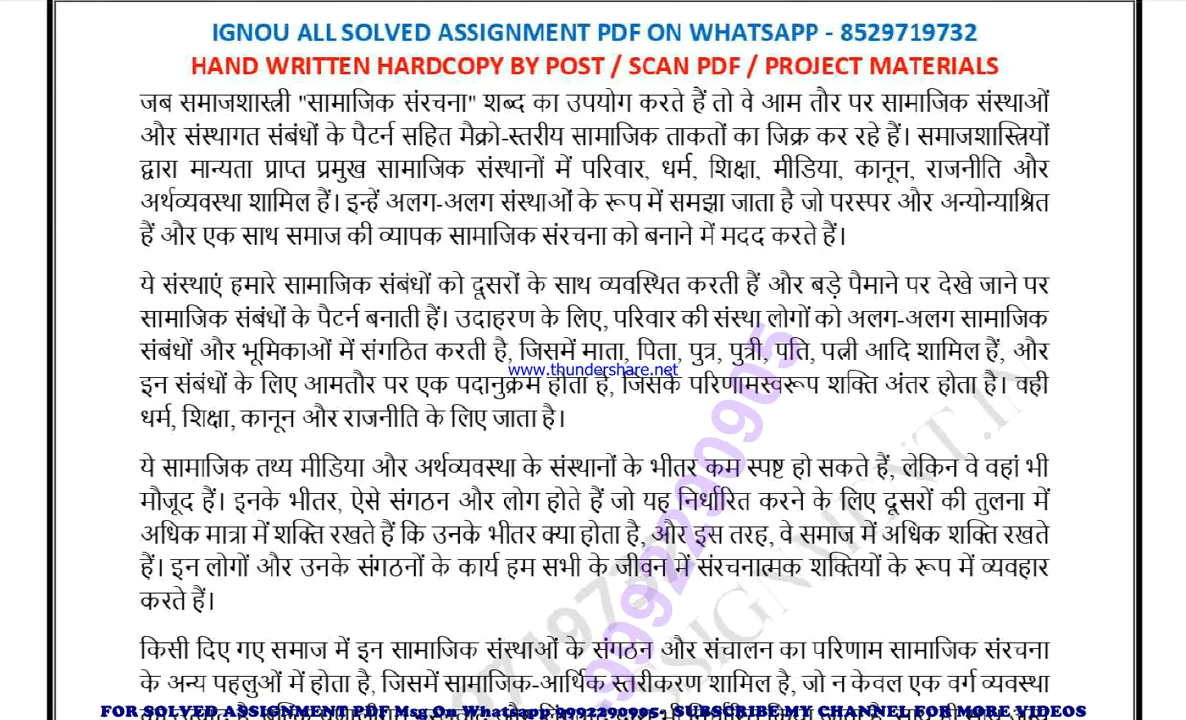 IGNOU ALL SOLVED ASSIGNMENT PDF ON WHATSAPP - 8529719732
HAND WRITTEN HARDCOPY BY POST / SCAN PDF / PROJECT MATERIALS
जब समाजशास्त्री "सामाजिक संरचना" शब्द का उपयोग करते हैं तो वे आम तौर पर सामाजिक संस्थाओं
और संस्थागत संबंधों के पैटर्न सहित मैक्रो-स्तरीय सामाजिक ताकतों का जिक्र कर रहे हैं। समाजशास्त्रियों
द्वारा मान्यता प्राप्त प्रमुख सामाजिक संस्थानों में परिवार, धर्म, शिक्षा, मीडिया, कानून, राजनीति और
अर्थव्यवस्था शामिल हैं। इन्हें अलग-अलग संस्थाओं के रूप में समझा जाता है जो परस्पर और अन्योन्याश्रित
हैं और एक साथ समाज की व्यापक सामाजिक संरचना को बनाने में मदद करते हैं।
ये संस्थाएं हमारे सामाजिक संबंधों को दूसरों के साथ व्यवस्थित करती हैं और बड़े पैमाने पर देखे जाने पर
सामाजिक संबंधों के पैटर्न बनाती हैं। उदाहरण के लिए, परिवार की संस्था लोगों को अलग-अलग सामाजिक
संबंधों और भूमिकाओं में संगठित करती है, जिसमें माता, पिता, पुत्र, पुत्री, पति, पत्नी आदि शामिल हैं, और
www.thundershare.net
इन संबंधों के लिए आमतौर पर एक पदानुक्रम होता है, जिसके परिणामस्वरूप शक्ति अंतर होता है। वही
धर्म, शिक्षा, कानून और राजनीति के लिए जाता है।
ये सामाजिक तथ्य मीडिया और अर्थव्यवस्था के संस्थानों के भीतर कम स्पष्ट हो सकते हैं, लेकिन वे वहां भी
मौजूद हैं। इनके भीतर, ऐसे संगठन और लोग होते हैं जो यह निर्धारित करने के लिए दूसरों की तुलना में
अधिक मात्रा में शक्ति रखते हैं कि उनके भीतर क्या होता है, और इस तरह, वे समाज में अधिक शक्ति रखते
हैं। इन लोगों और उनके संगठनों के कार्य हम सभी के जीवन में संरचनात्मक शक्तियों के रूप में व्यवहार
करते हैं।
किसी दिए गए समाज में इन सामाजिक संस्थाओं के संगठन और संचालन का परिणाम सामाजिक संरचना
के अन्य पहलुओं में होता है, जिसमें सामाजिक-आर्थिक स्तरीकरण शामिल है, जो न केवल एक वर्ग व्यवस्था
FOR SOLVED ASSIGNMENT PDF Msg On Whatsapp 9992290905- SUBSCRIBE MY CHANNEL FOR MORE VIDEOS
9992290905